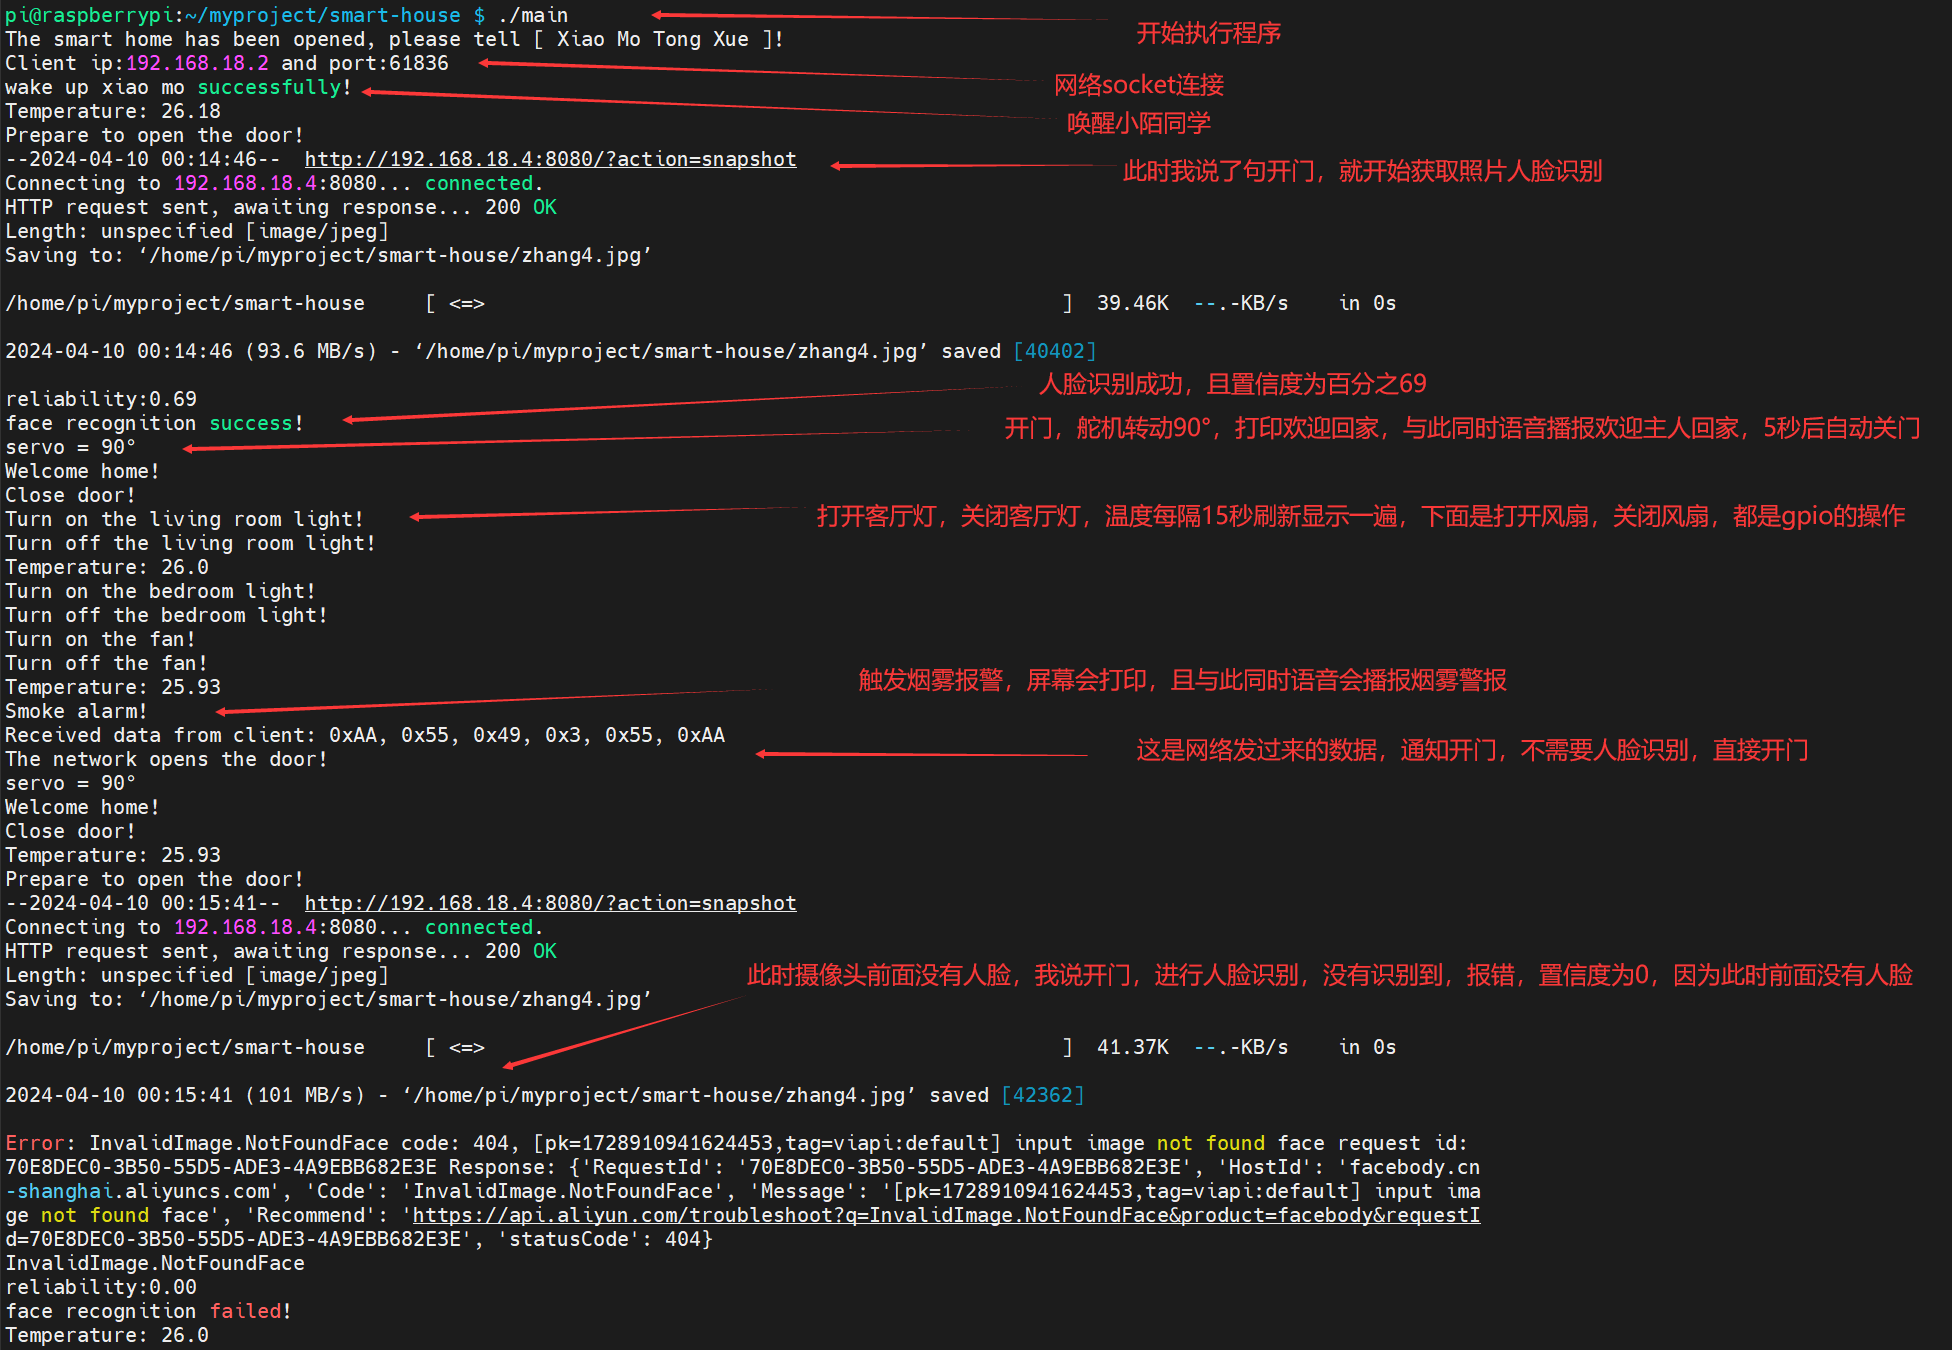 pi@raspberrypi:~/myproject/smart-house $ ./main
开始执行程序
The smart home has been opened, please tell [ Xiao Mo Tong Xue ]!
Client ip:192.168.18.2 and port:61836
网络socket连接
wake up xiao mo successfully!
唤醒小陌同学
Temperature: 26.18
Prepare to open the door!
--2024-04-10 00:14:46--  http://192.168.18.4:8080/?action=snapshot
此时我说了句开门，就开始获取照片人脸识别
Connecting to 192.168.18.4:8080... connected.
HTTP request sent, awaiting response... 200 OK
Length: unspecified [image/jpeg]
Saving to: ‘/home/pi/myproject/smart-house/zhang4.jpg’
/home/pi/myproject/smart-house     [ <=>                                                ]  39.46K  --.-KB/s    in 0s
2024-04-10 00:14:46 (93.6 MB/s) - ‘/home/pi/myproject/smart-house/zhang4.jpg’ saved [40402]
人脸识别成功，且置信度为百分之69
reliability:0.69
face recognition success!
开门，舵机转动90°，打印欢迎回家，与此同时语音播报欢迎主人回家，5秒后自动关门
servo = 90°
Welcome home!
Close door!
Turn on the living room light!
打开客厅灯，关闭客厅灯，温度每隔15秒刷新显示一遍，下面是打开风扇，关闭风扇，都是gpio的操作
Turn off the living room light!
Temperature: 26.0
Turn on the bedroom light!
Turn off the bedroom light!
Turn on the fan!
Turn off the fan!
Temperature: 25.93
触发烟雾报警，屏幕会打印，且与此同时语音会播报烟雾警报
Smoke alarm!
Received data from client: 0xAA, 0x55, 0x49, 0x3, 0x55, 0xAA
这是网络发过来的数据，通知开门，不需要人脸识别，直接开门
The network opens the door!
servo = 90°
Welcome home!
Close door!
Temperature: 25.93
Prepare to open the door!
--2024-04-10 00:15:41--  http://192.168.18.4:8080/?action=snapshot
Connecting to 192.168.18.4:8080... connected.
HTTP request sent, awaiting response... 200 OK
Length: unspecified [image/jpeg]
此时摄像头前面没有人脸，我说开门，进行人脸识别，没有识别到，报错，置信度为0，因为此时前面没有人脸
Saving to: ‘/home/pi/myproject/smart-house/zhang4.jpg’
/home/pi/myproject/smart-house     [ <=>                                                ]  41.37K  --.-KB/s    in 0s
2024-04-10 00:15:41 (101 MB/s) - ‘/home/pi/myproject/smart-house/zhang4.jpg’ saved [42362]
Error: InvalidImage.NotFoundFace code: 404, [pk=1728910941624453,tag=viapi:default] input image not found face request id:
70E8DEC0-3B50-55D5-ADE3-4A9EBB682E3E Response: {'RequestId': '70E8DEC0-3B50-55D5-ADE3-4A9EBB682E3E', 'HostId': 'facebody.cn
-shanghai.aliyuncs.com', 'Code': 'InvalidImage.NotFoundFace', 'Message': '[pk=1728910941624453,tag=viapi:default] input ima
ge not found face', 'Recommend': 'https://api.aliyun.com/troubleshoot?q=InvalidImage.NotFoundFace&product=facebody&requestI
d=70E8DEC0-3B50-55D5-ADE3-4A9EBB682E3E', 'statusCode': 404}
InvalidImage.NotFoundFace
reliability:0.00
face recognition failed!
Temperature: 26.0